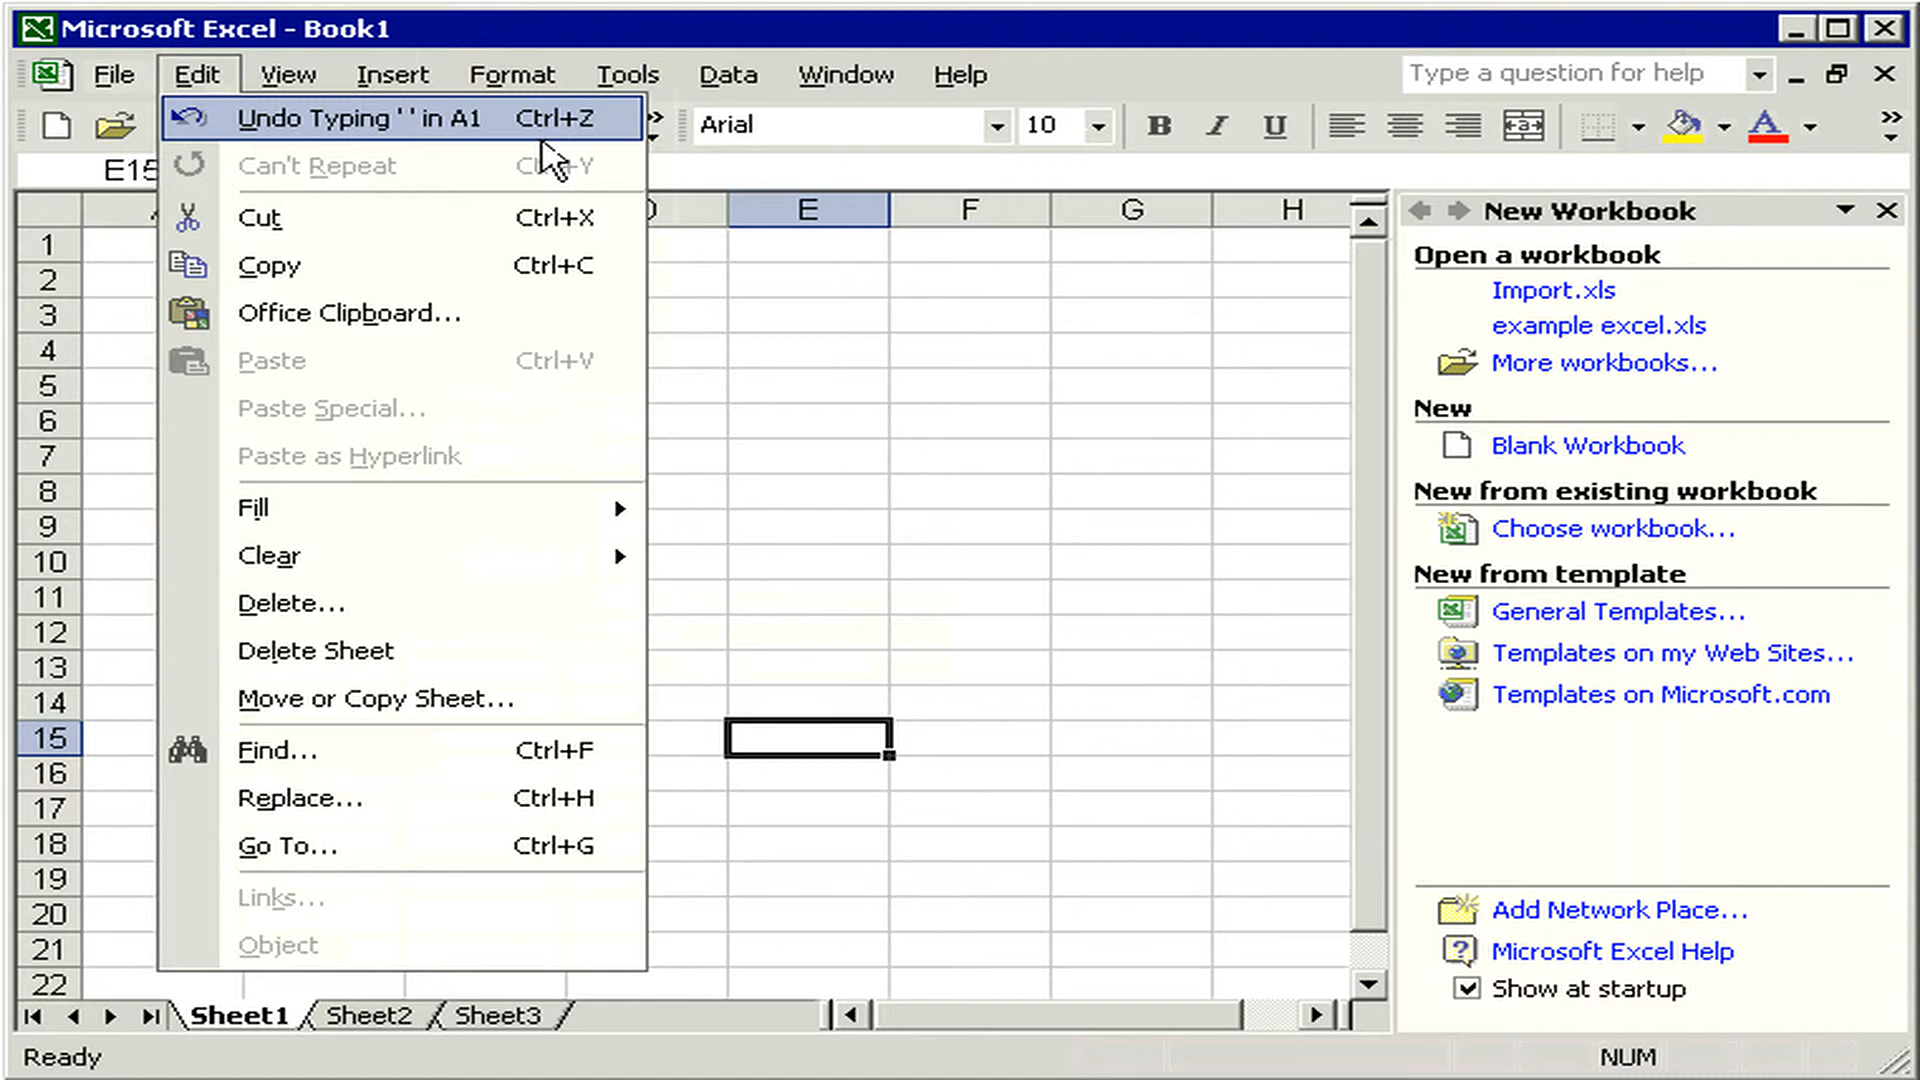 Microsoft Excel - Book1
File Edit View Insert Format Tools Data Window Help Type a question for help
Arial 10 B I U
E15
Undo Typing ' ' in A1 Ctrl+Z
Can't Repeat
Cut Ctrl+X
Copy Ctrl+C
Office Clipboard...
Paste Ctrl+V
Paste Special...
Paste as Hyperlink
Fill
Clear
Delete...
Delete Sheet
Move or Copy Sheet...
Find... Ctrl+F
Replace... Ctrl+H
Go To... Ctrl+G
Links...
Object
E F G H
1
2
3
4
5
6
7
8
9
10
11
12
13
14
15
16
17
18
19
20
21
22
New Workbook
Open a workbook
Import.xls
example excel.xls
More workbooks...
New
Blank Workbook
New from existing workbook
Choose workbook...
New from template
General Templates...
Templates on my Web Sites...
Templates on Microsoft.com
Add Network Place...
Microsoft Excel Help
Show at startup
Sheet1 Sheet2 Sheet3
Ready NUM